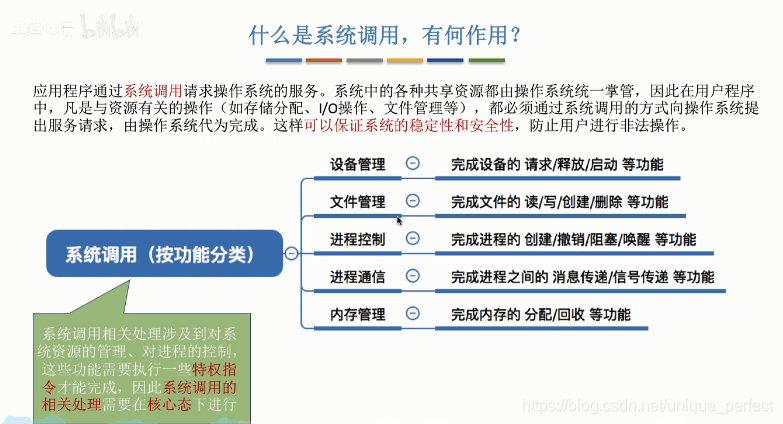 什么是系统调用，有何作用？
应用程序通过系统调用请求操作系统的服务。系统中的各种共享资源都由操作系统统一掌管，因此在用户程序
中，凡是与资源有关的操作（如存储分配、I/O操作、文件管理等），都必须通过系统调用的方式向操作系统提
出服务请求，由操作系统代为完成。这样可以保证系统的稳定性和安全性，防止用户进行非法操作。
系统调用（按功能分类）
设备管理 完成设备的 请求/释放/启动 等功能
文件管理 完成文件的 读/写/创建/删除 等功能
进程控制 完成进程的 创建/撤销/阻塞/唤醒 等功能
进程通信 完成进程之间的 消息传递/信号传递 等功能
内存管理 完成内存的 分配/回收 等功能
系统调用相关处理涉及到对系
统资源的管理、对进程的控制，
这些功能需要执行一些特权指
令才能完成，因此系统调用的
相关处理需要在核心态下进行
https://blog.csdn.net/unique_perfect